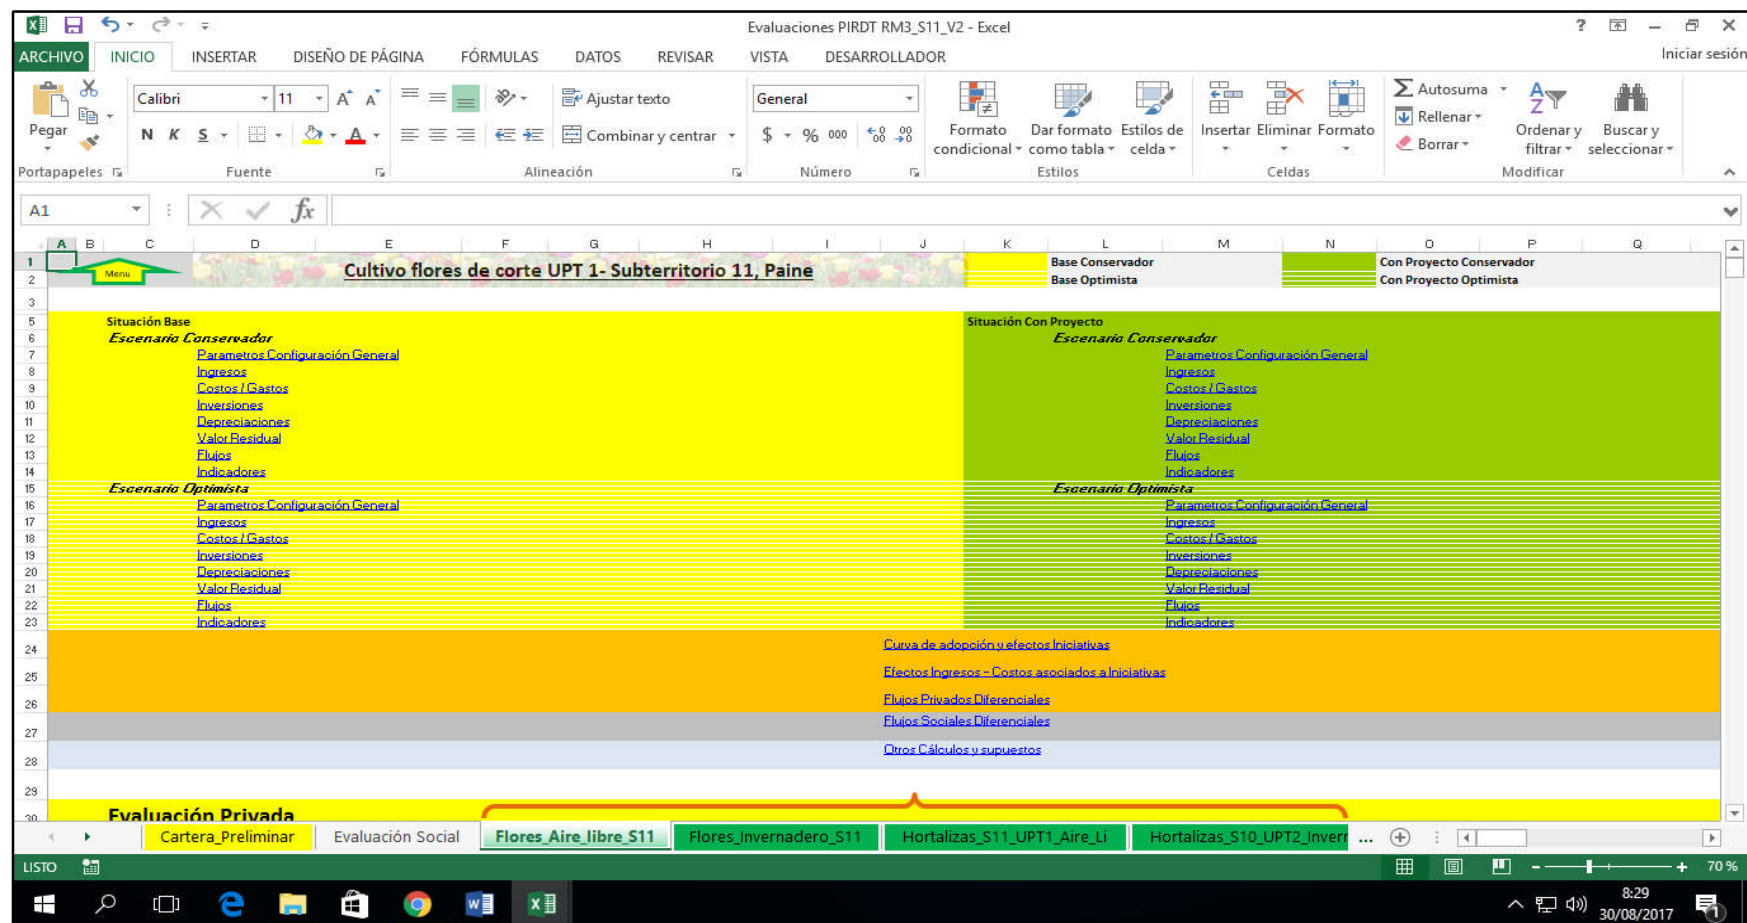 Evaluaciones PIRDT RM3_S11_V2 - Excel
?
ARCHIVO INICIO INSERTAR DISEÑO DE PÁGINA FÓRMULAS DATOS REVISAR VISTA DESARROLLADOR Iniciar sesión
Calibri 11 A A Ajustar texto General Autosuma
Pegar N K S A Combinar y centrar $ % 000 Formato condicional Dar formato como tabla Estilos de celda Insertar Eliminar Formato Rellenar Borrar Ordenar y filtrar Buscar y seleccionar
Portapapeles Fuente Alineación Número Estilos Celdas Modificar
A1 fx
A B C D E F G H I J K L M N O P Q
1 Menu Cultivo flores de corte UPT 1- Subterritorio 11, Paine Base Conservador Con Proyecto Conservador
2 Base Optimista Con Proyecto Optimista
3
5 Situación Base Situación Con Proyecto
6 Escenario Conservador Escenario Conservador
7 Parametros Configuración General Parametros Configuración General
8 Ingresos Ingresos
9 Costos / Gastos Costos / Gastos
10 Inversiones Inversiones
11 Depreciaciones Depreciaciones
12 Valor Residual Valor Residual
13 Flujos Flujos
14 Indicadores Indicadores
15 Escenario Optimista Escenario Optimista
16 Parametros Configuración General Parametros Configuración General
17 Ingresos Ingresos
18 Costos / Gastos Costos / Gastos
19 Inversiones Inversiones
20 Depreciaciones Depreciaciones
21 Valor Residual Valor Residual
22 Flujos Flujos
23 Indicadores Indicadores
24 Curva de adopción y efectos Iniciativas
25 Efectos Ingresos - Costos asociados a Iniciativas
26 Flujos Privados Diferenciales
27 Flujos Sociales Diferenciales
28 Otros Cálculos y supuestos
29
30 Evaluación Privada
Cartera_Preliminar Evaluación Social Flores_Aire_libre_S11 Flores_Invernadero_S11 Hortalizas_S11_UPT1_Aire_Li Hortalizas_S10_UPT2_Inverr ...
LISTO 70 %
8:29
30/08/2017